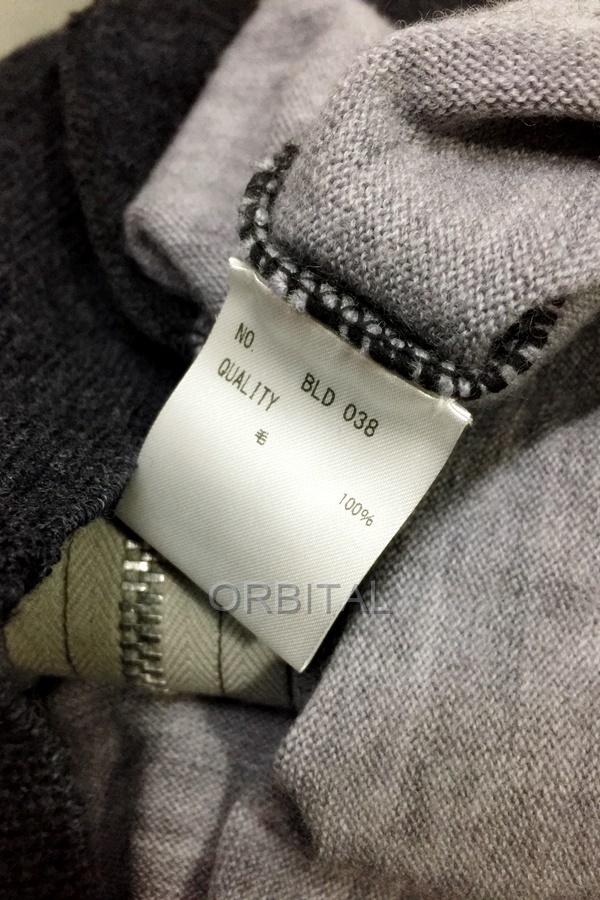 NO. BLD 038
QUALITY
毛 100%
ORBITAL